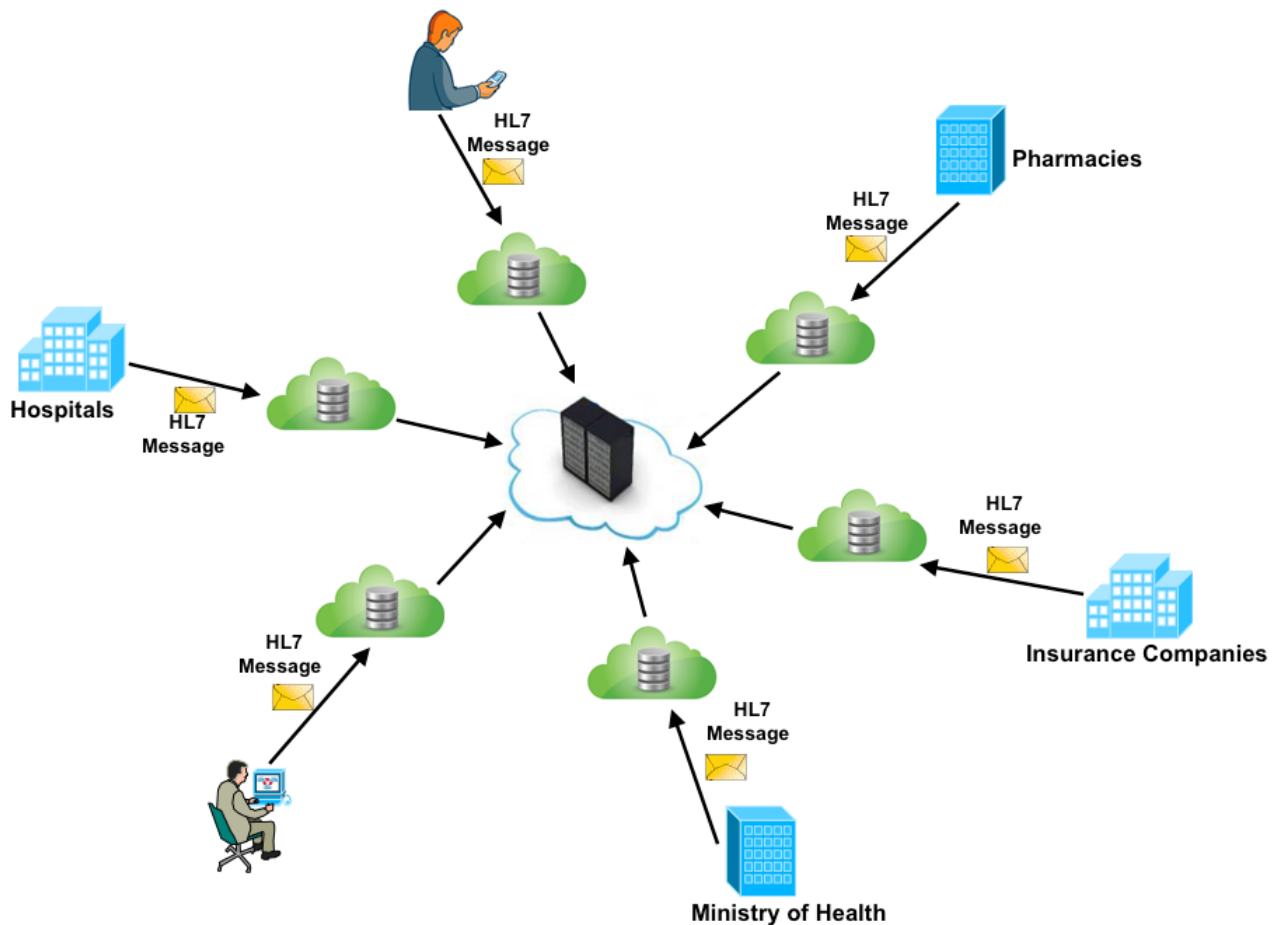 HL7
Message
Pharmacies
HL7
Message
Hospitals
HL7
Message
HL7
Message
Insurance Companies
HL7
Message
HL7
Message
Ministry of Health